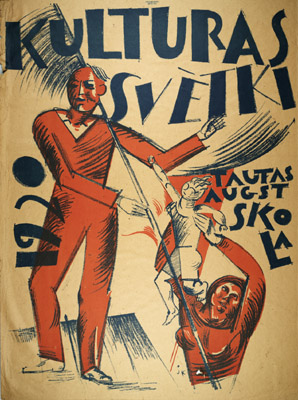 KULTURAS
SVĒTKI
1920
TAUTAS
AUGST
SKO
LA